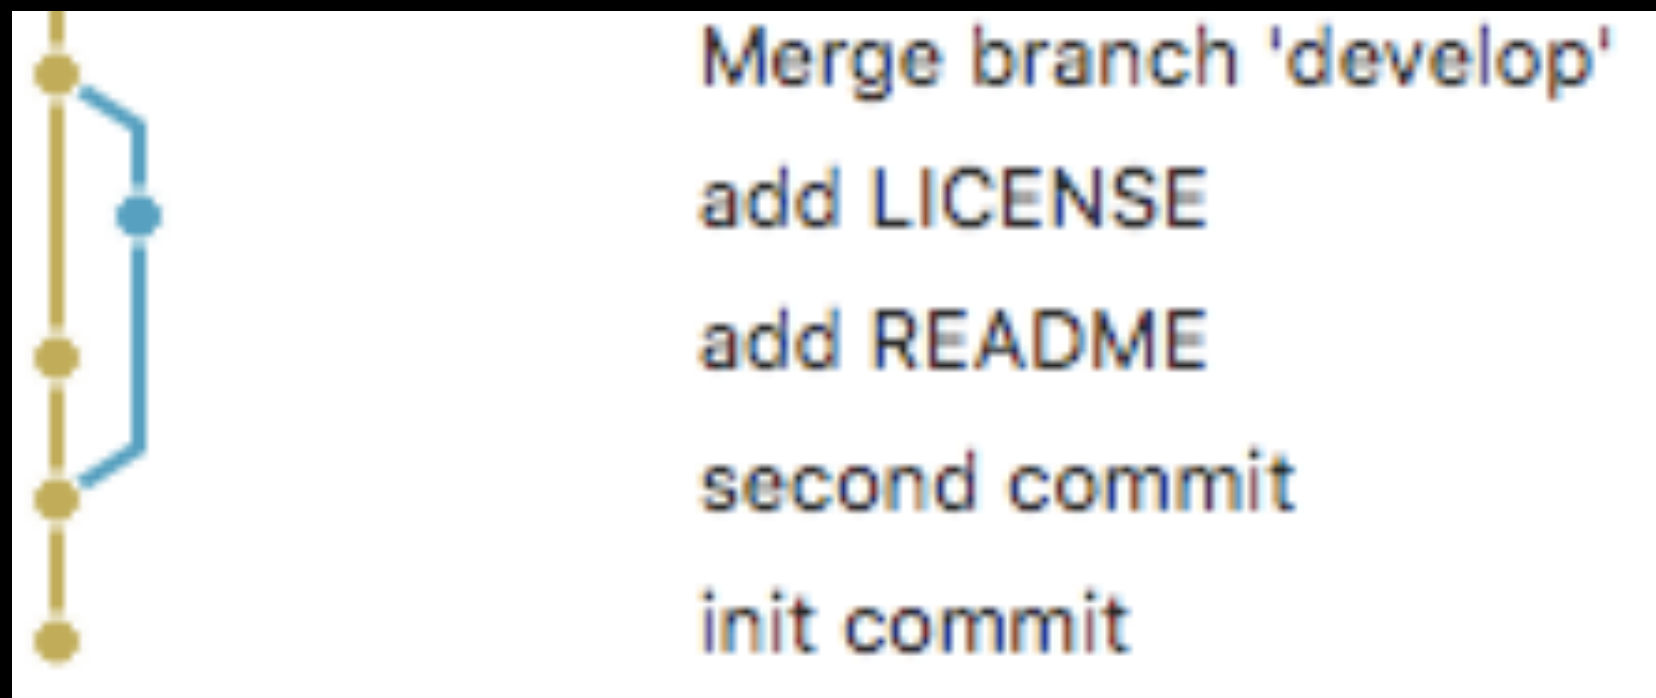 Merge branch 'develop'
add LICENSE
add README
second commit
init commit